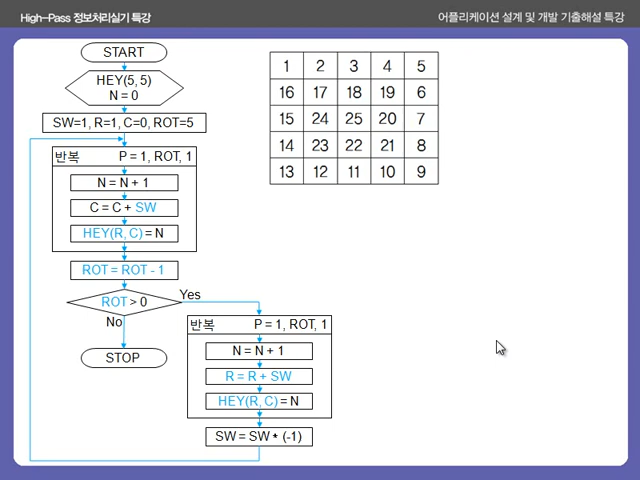 High-Pass 정보처리실기 특강
어플리케이션 설계 및 개발 기출해설 특강
START
HEY(5, 5)
N = 0
SW=1, R=1, C=0, ROT=5
반복 P = 1, ROT, 1
N = N + 1
C = C + SW
HEY(R, C) = N
ROT = ROT - 1
ROT > 0
Yes
No
STOP
반복 P = 1, ROT, 1
N = N + 1
R = R + SW
HEY(R, C) = N
SW = SW * (-1)
1 2 3 4 5
16 17 18 19 6
15 24 25 20 7
14 23 22 21 8
13 12 11 10 9